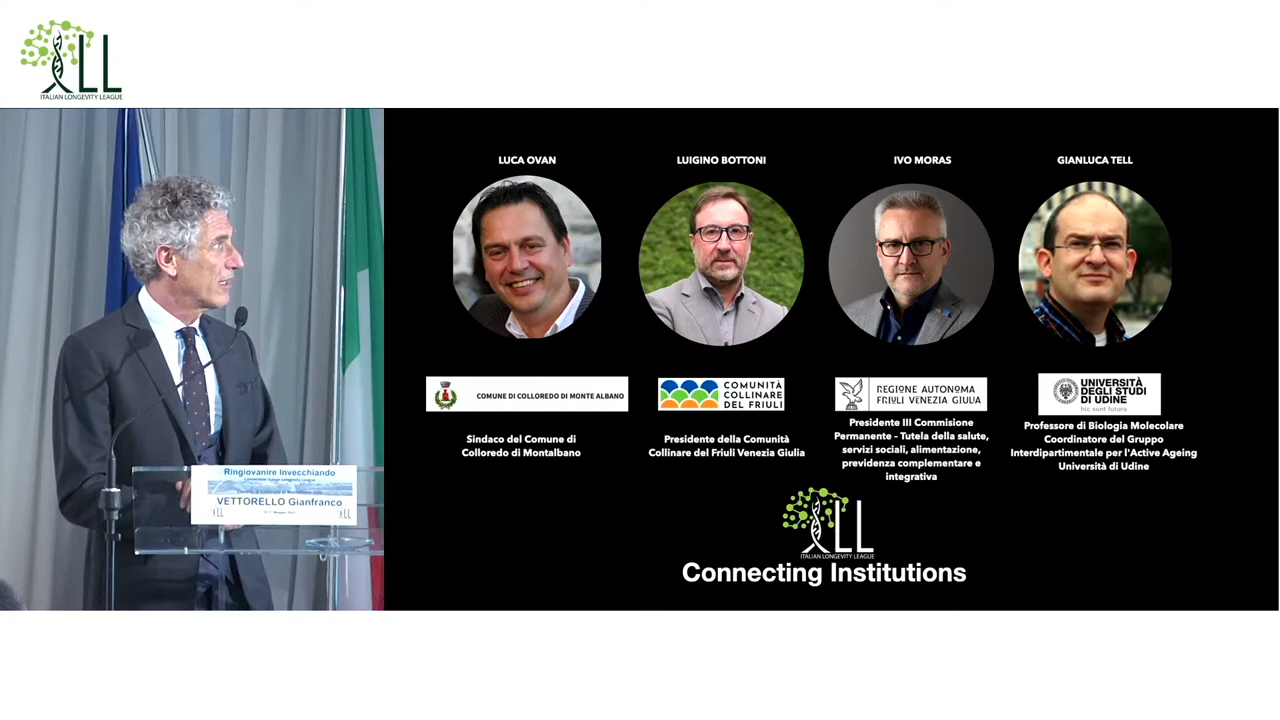 LL
ITALIAN LONGEVITY LEAGUE
LUCA OVAN
LUIGINO BOTTONI
IVO MORAS
GIANLUCA TELL
COMUNE DI COLLOREDO DI MONTE ALBANO
COMUNITÀ
COLLINARE
DEL FRIULI
REGIONE AUTONOMA
FRIULI VENEZIA GIULIA
UNIVERSITÀ
DEGLI STUDI
DI UDINE
hic sunt futura
Sindaco del Comune di
Colloredo di Montalbano
Presidente della Comunità
Collinare del Friuli Venezia Giulia
Presidente III Commisione
Permanente - Tutela della salute,
servizi sociali, alimentazione,
previdenza complementare e
integrativa
Professore di Biologia Molecolare
Coordinatore del Gruppo
Interdipartimentale per l'Active Ageing
Università di Udine
Ringiovanire Invecchiando
VETTORELLO Gianfranco
LL
ITALIAN LONGEVITY LEAGUE
Connecting Institutions